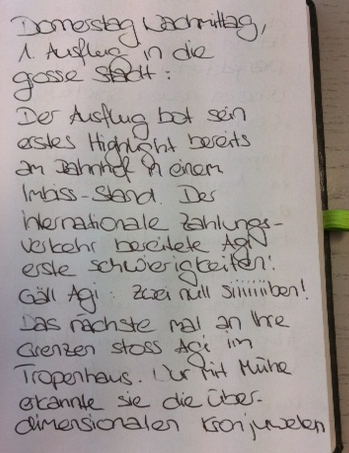 Donnerstag Nachmittag,
1. Ausflug in die
grosse Stadt:
Der Ausflug bot sein
erstes Highlight bereits
am Bahnhof in einem
Imbiss-Stand. Der
internationale Zahlungs-
verkehr bereitete Agi
erste Schwierigkeiten!
Gäll Agi: Zwei null Siiiiiiben!
Das nächste mal an Ihre
Grenzen stoss Agi im
Tropenhaus. Nur mit Mühe
erkannte sie die über-
dimensionalen Kronjuwelen